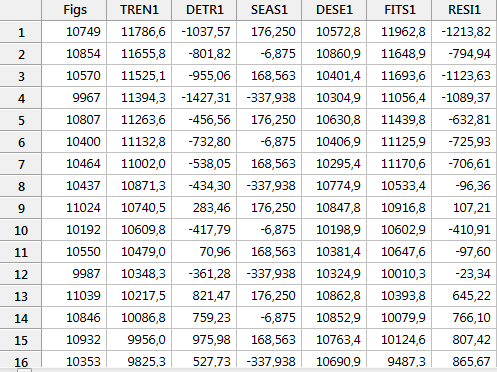 Figs TREN1 DETR1 SEAS1 DESE1 FITS1 RESI1
1 10749 11786,6 -1037,57 176,250 10572,8 11962,8 -1213,82
2 10854 11655,8 -801,82 -6,875 10860,9 11648,9 -794,94
3 10570 11525,1 -955,06 168,563 10401,4 11693,6 -1123,63
4 9967 11394,3 -1427,31 -337,938 10304,9 11056,4 -1089,37
5 10807 11263,6 -456,56 176,250 10630,8 11439,8 -632,81
6 10400 11132,8 -732,80 -6,875 10406,9 11125,9 -725,93
7 10464 11002,0 -538,05 168,563 10295,4 11170,6 -706,61
8 10437 10871,3 -434,30 -337,938 10774,9 10533,4 -96,36
9 11024 10740,5 283,46 176,250 10847,8 10916,8 107,21
10 10192 10609,8 -417,79 -6,875 10198,9 10602,9 -410,91
11 10550 10479,0 70,96 168,563 10381,4 10647,6 -97,60
12 9987 10348,3 -361,28 -337,938 10324,9 10010,3 -23,34
13 11039 10217,5 821,47 176,250 10862,8 10393,8 645,22
14 10846 10086,8 759,23 -6,875 10852,9 10079,9 766,10
15 10932 9956,0 975,98 168,563 10763,4 10124,6 807,42
16 10353 9825,3 527,73 -337,938 10690,9 9487,3 865,67